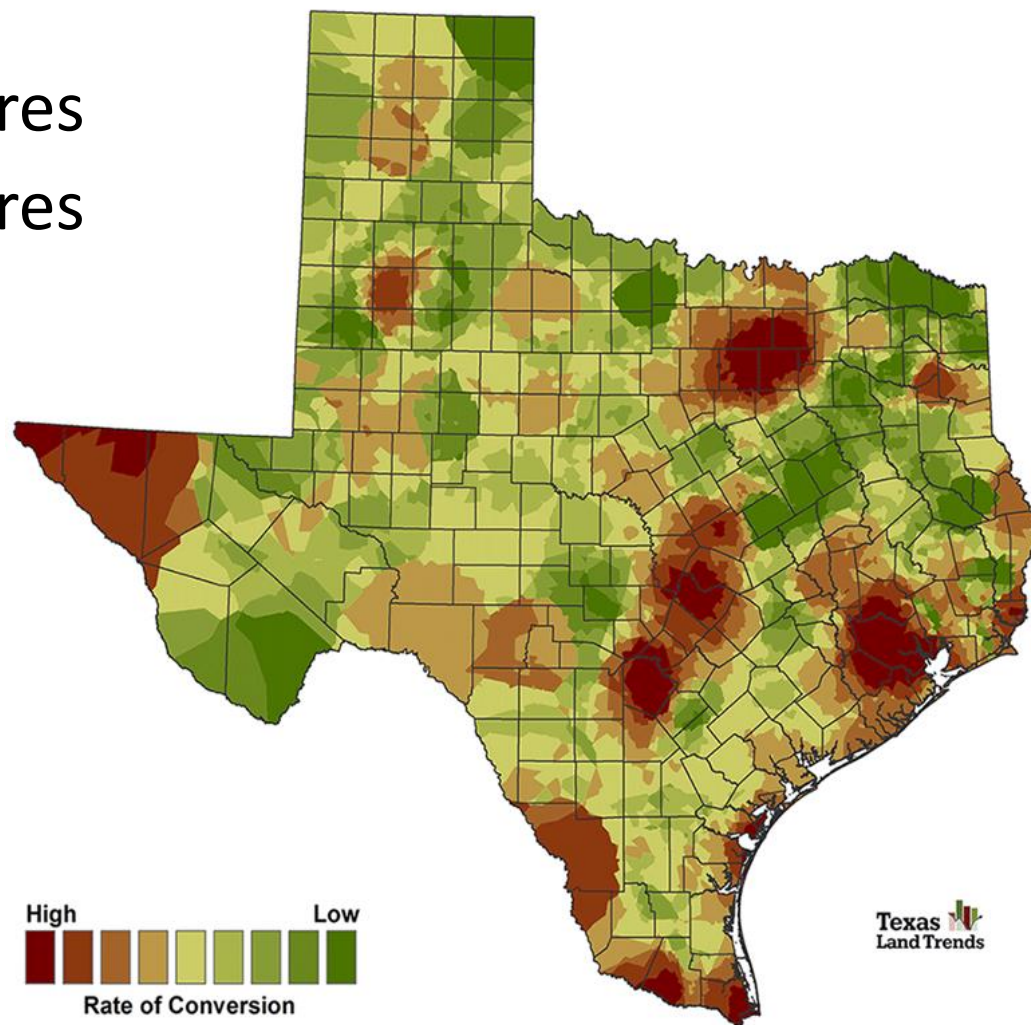 res
res
High Low
Rate of Conversion
Texas
Land Trends